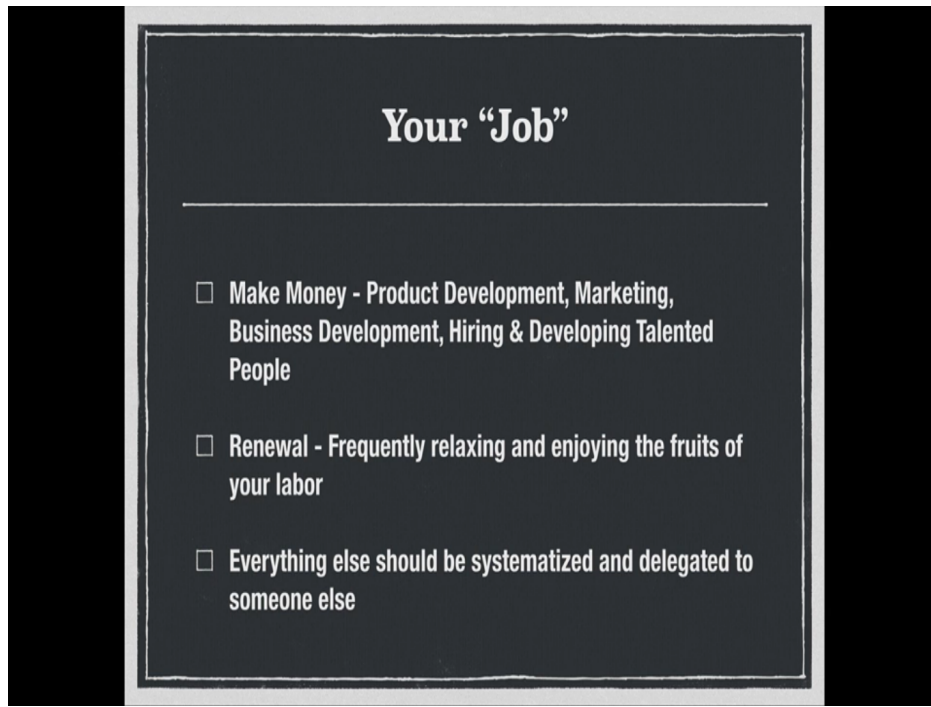 Your “Job”
Make Money - Product Development, Marketing,
Business Development, Hiring & Developing Talented
People
Renewal - Frequently relaxing and enjoying the fruits of
your labor
Everything else should be systematized and delegated to
someone else